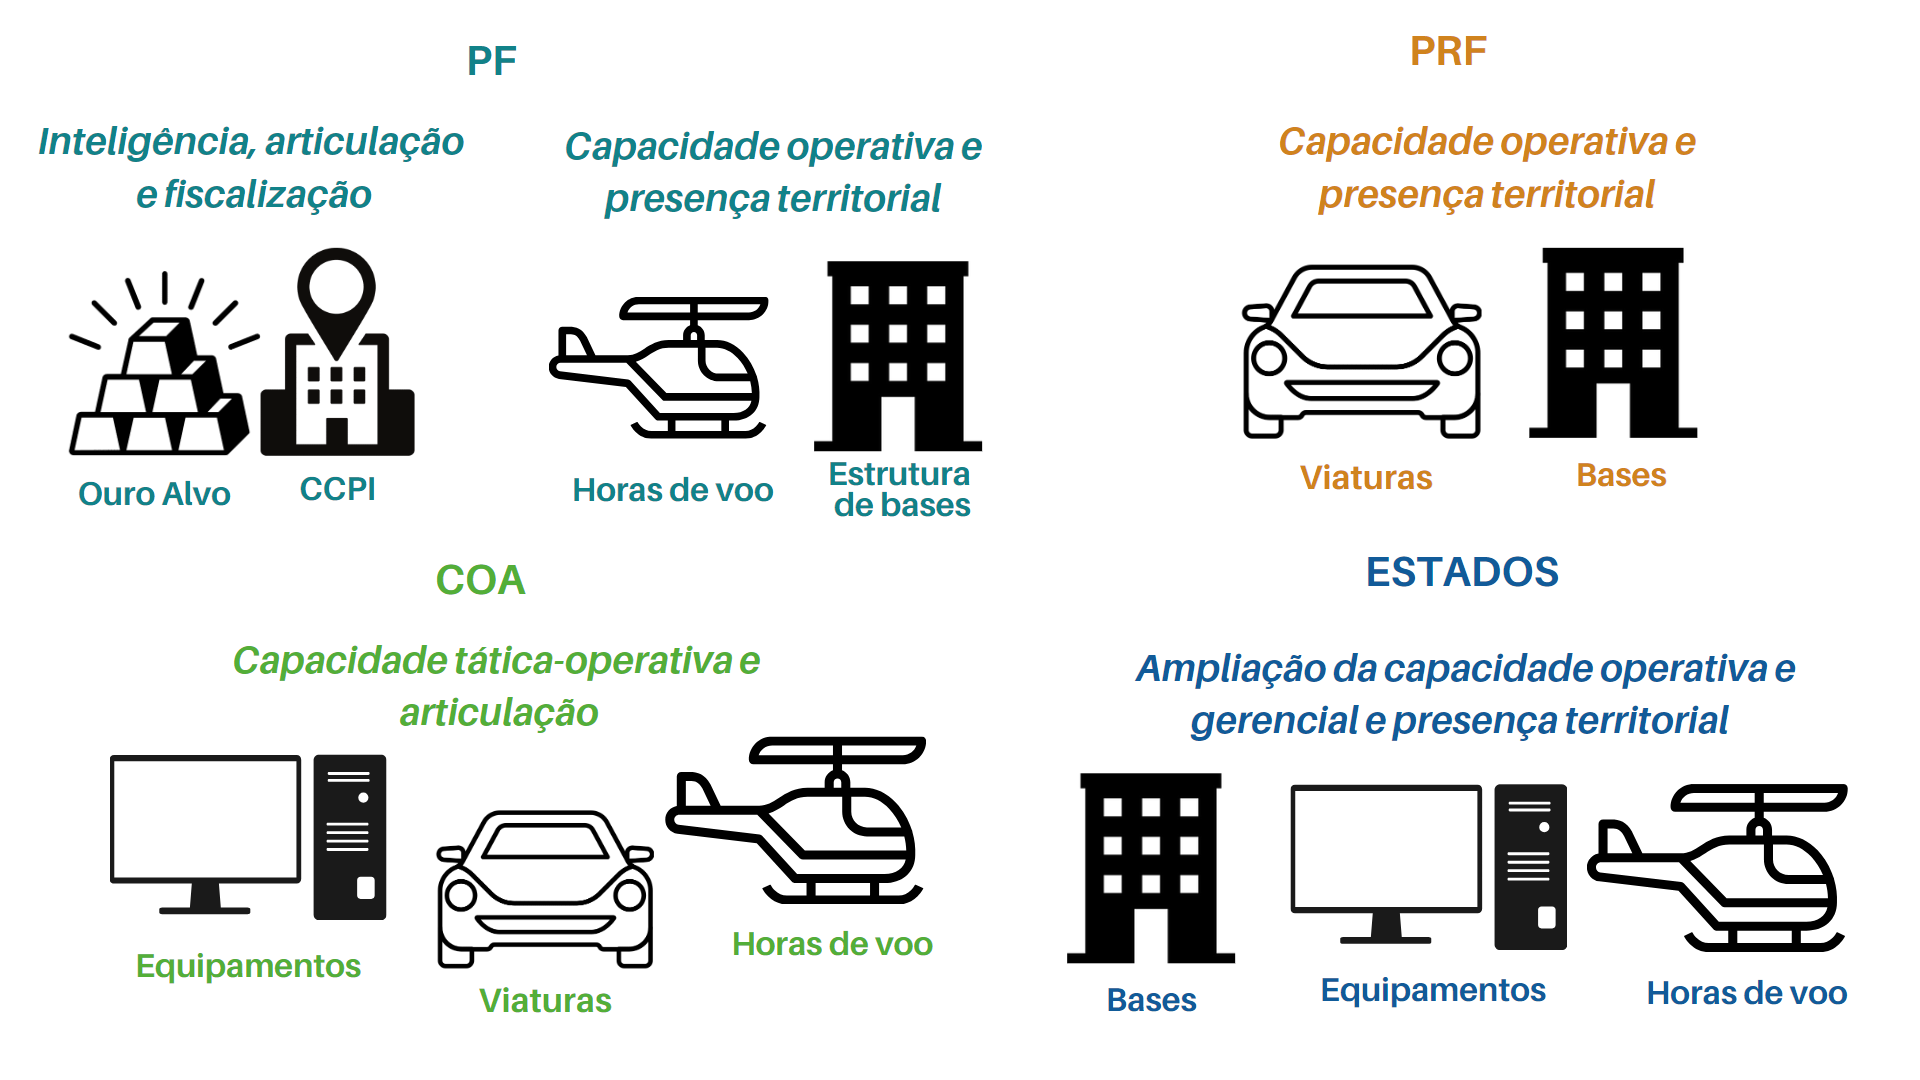 PF
Inteligência, articulação
e fiscalização
Ouro Alvo
CCPI
Capacidade operativa e
presença territorial
Horas de voo
Estrutura
de bases
PRF
Capacidade operativa e
presença territorial
Viaturas
Bases
COA
Capacidade tática-operativa e
articulação
Equipamentos
Viaturas
Horas de voo
ESTADOS
Ampliação da capacidade operativa e
gerencial e presença territorial
Bases
Equipamentos
Horas de voo